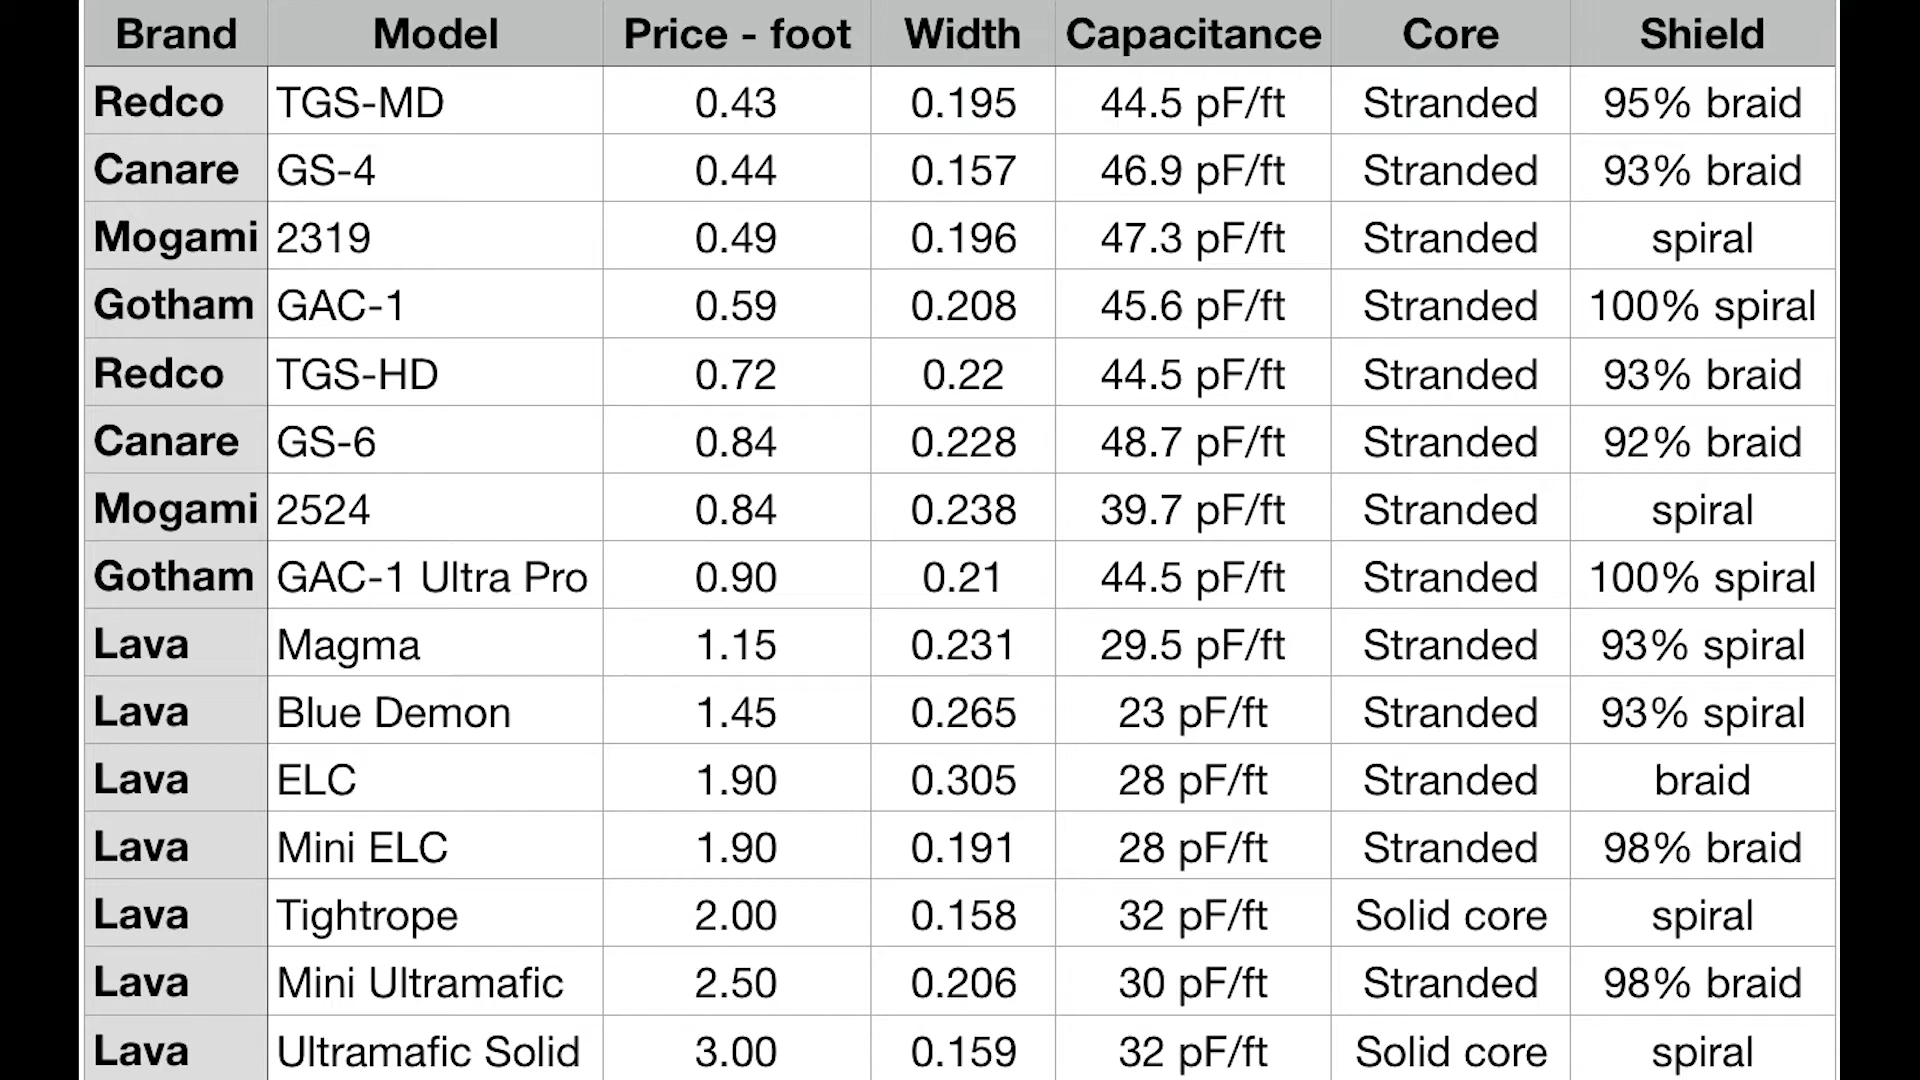 Brand Model Price - foot Width Capacitance Core Shield
Redco TGS-MD 0.43 0.195 44.5 pF/ft Stranded 95% braid
Canare GS-4 0.44 0.157 46.9 pF/ft Stranded 93% braid
Mogami 2319 0.49 0.196 47.3 pF/ft Stranded spiral
Gotham GAC-1 0.59 0.208 45.6 pF/ft Stranded 100% spiral
Redco TGS-HD 0.72 0.22 44.5 pF/ft Stranded 93% braid
Canare GS-6 0.84 0.228 48.7 pF/ft Stranded 92% braid
Mogami 2524 0.84 0.238 39.7 pF/ft Stranded spiral
Gotham GAC-1 Ultra Pro 0.90 0.21 44.5 pF/ft Stranded 100% spiral
Lava Magma 1.15 0.231 29.5 pF/ft Stranded 93% spiral
Lava Blue Demon 1.45 0.265 23 pF/ft Stranded 93% spiral
Lava ELC 1.90 0.305 28 pF/ft Stranded braid
Lava Mini ELC 1.90 0.191 28 pF/ft Stranded 98% braid
Lava Tightrope 2.00 0.158 32 pF/ft Solid core spiral
Lava Mini Ultramafic 2.50 0.206 30 pF/ft Stranded 98% braid
Lava Ultramafic Solid 3.00 0.159 32 pF/ft Solid core spiral